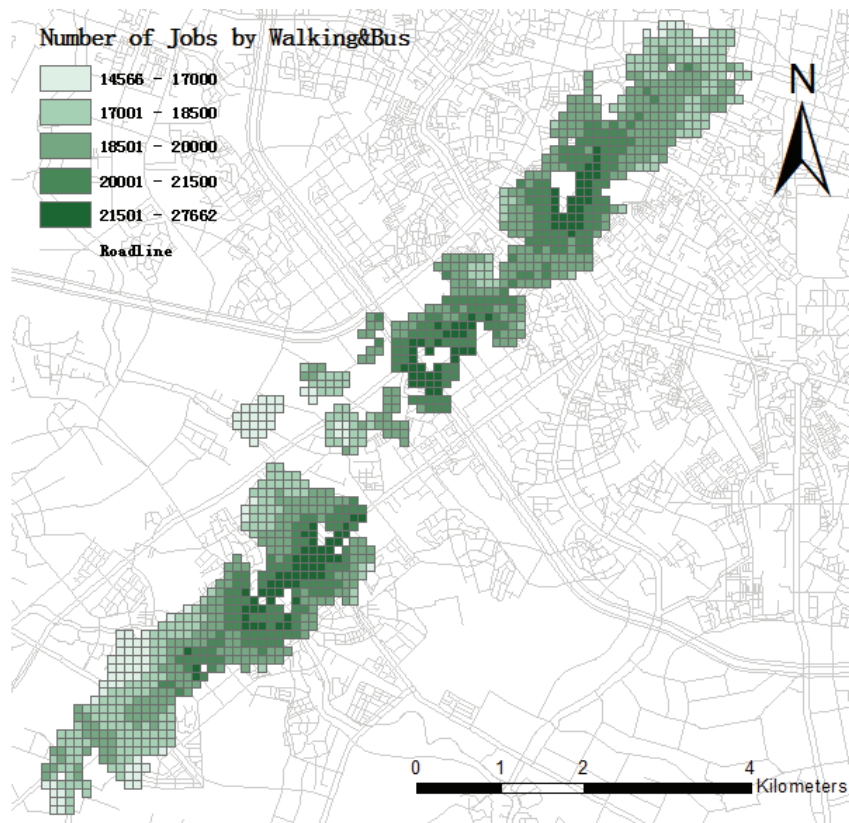 Number of Jobs by Walking&Bus
14566 - 17000
17001 - 18500
18501 - 20000
20001 - 21500
21501 - 27662
Roadline
N
0 1 2 4
Kilometers